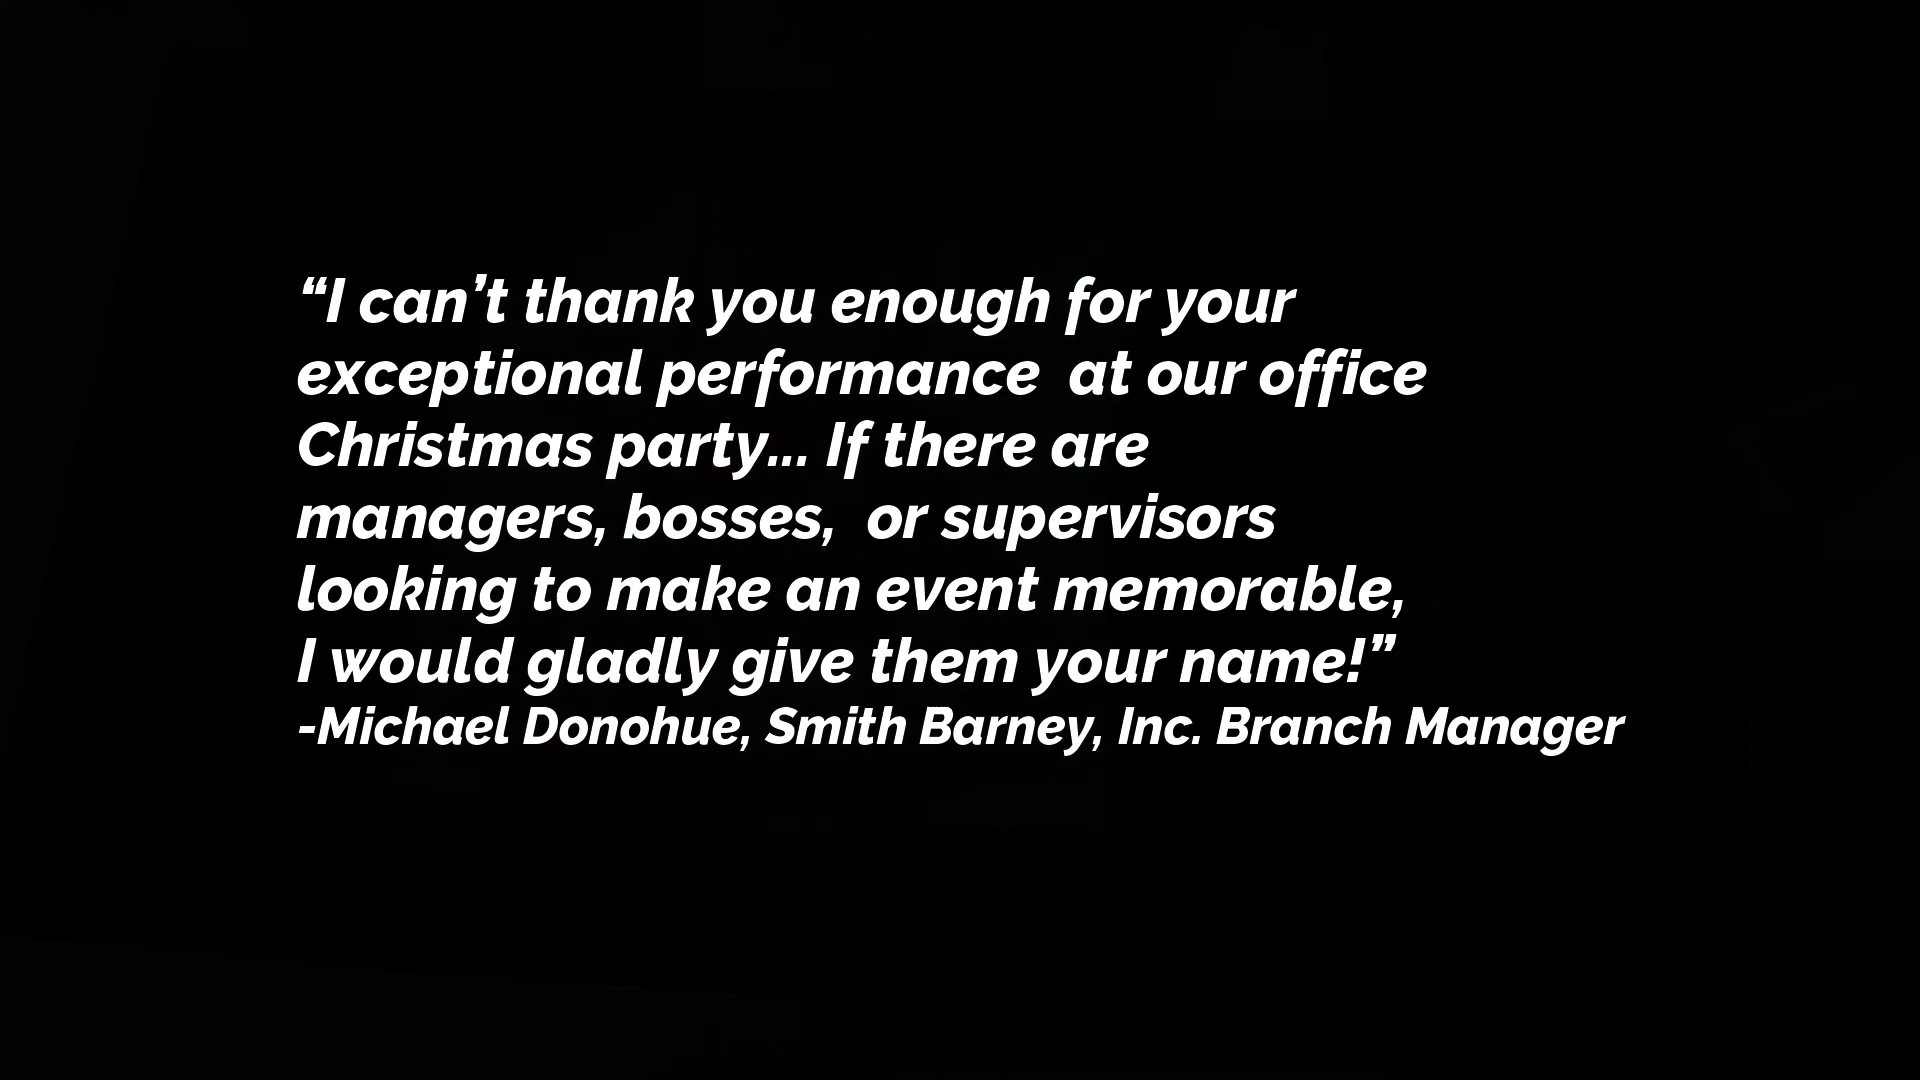 “I can’t thank you enough for your
exceptional performance  at our office
Christmas party... If there are
managers, bosses,  or supervisors
looking to make an event memorable,
I would gladly give them your name!”
-Michael Donohue, Smith Barney, Inc. Branch Manager